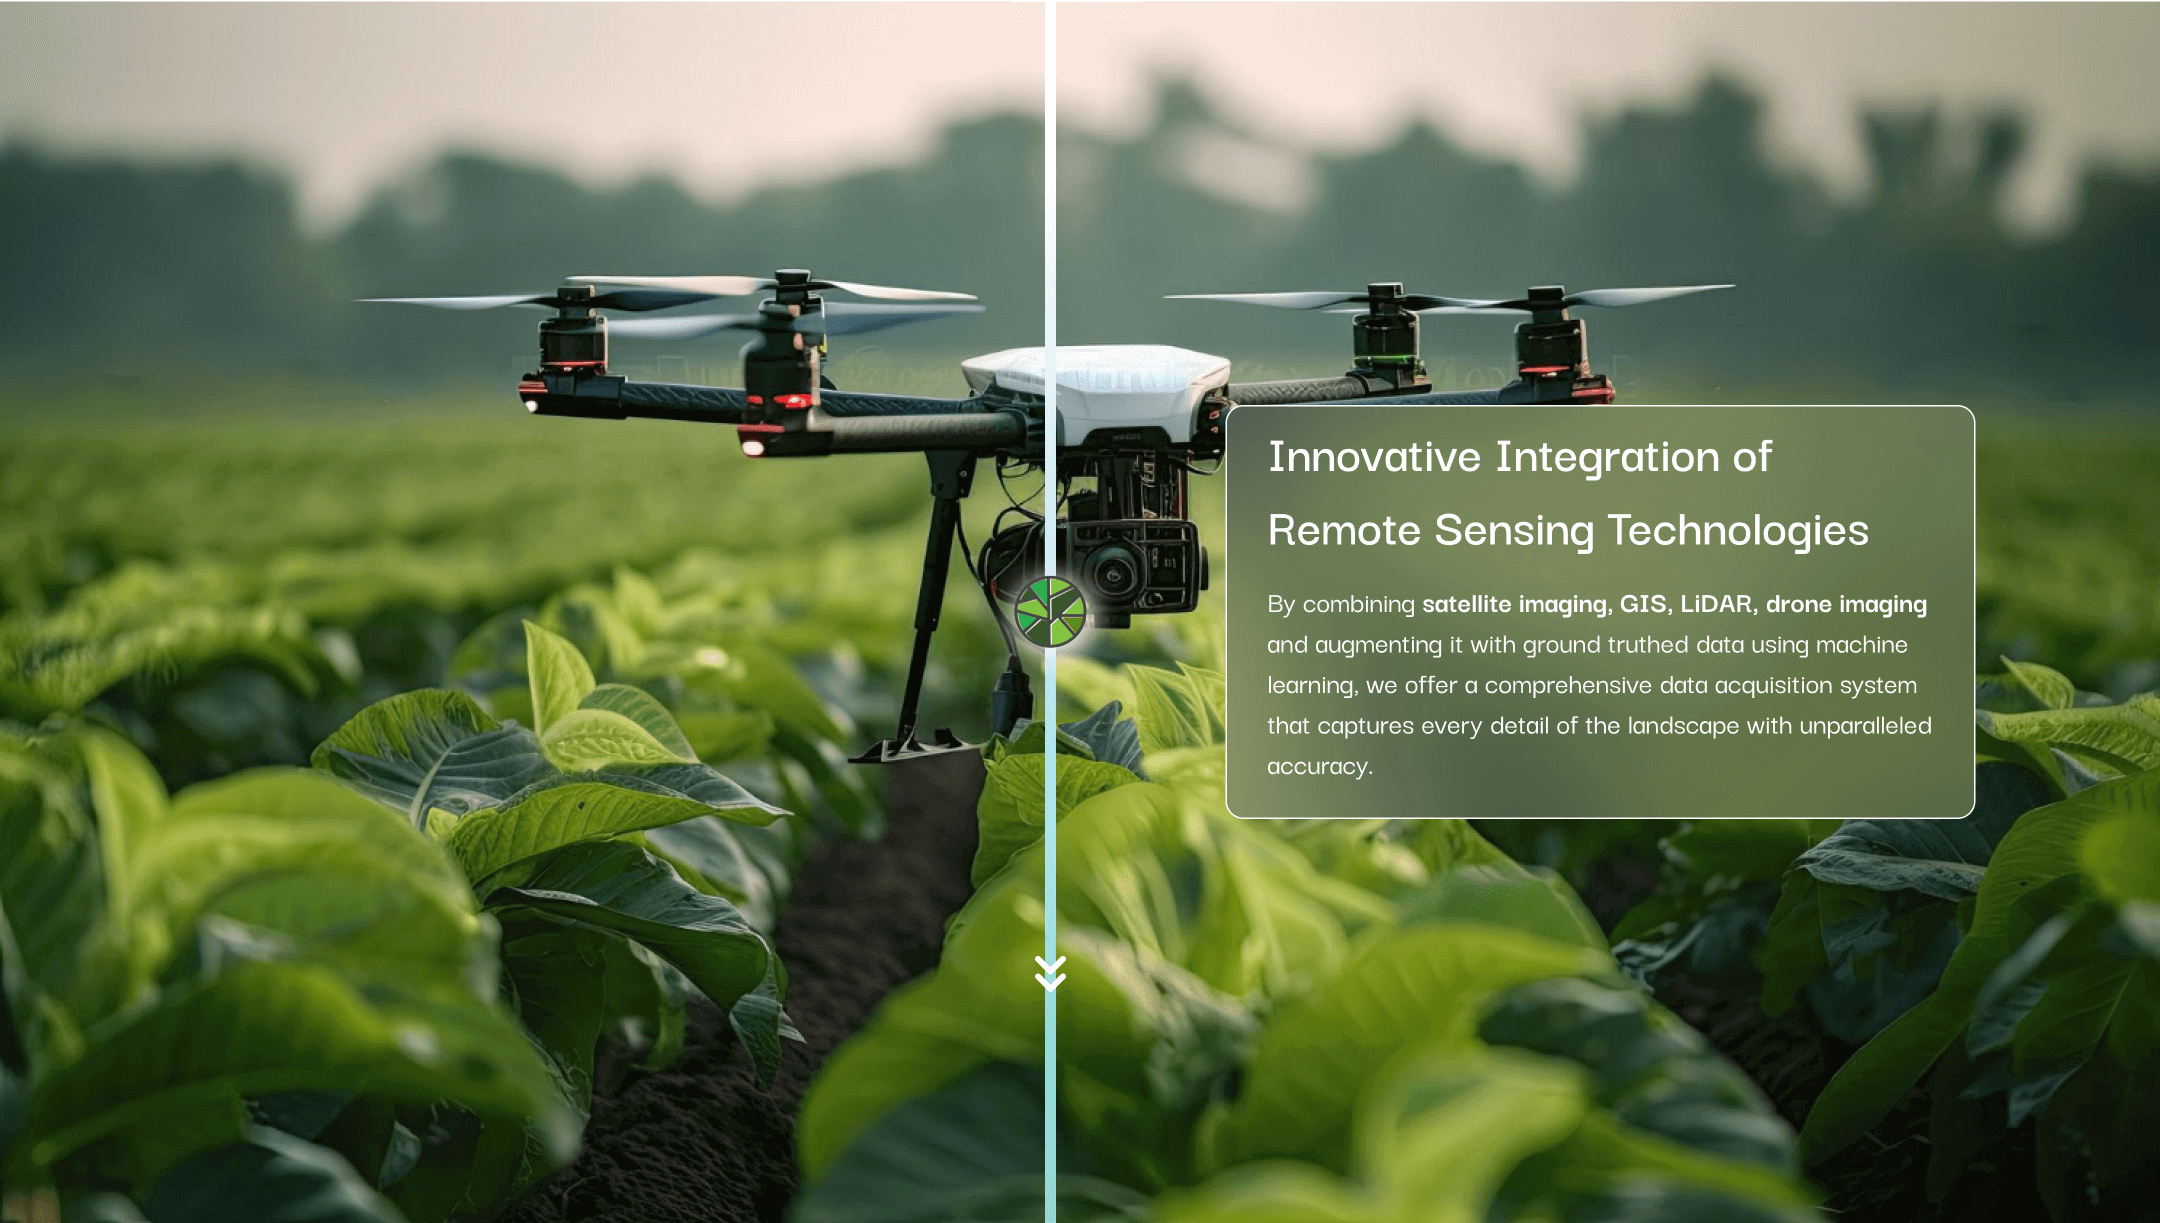 Innovative Integration of
Remote Sensing Technologies
By combining satellite imaging, GIS, LiDAR, drone imaging
and augmenting it with ground truthed data using machine
learning, we offer a comprehensive data acquisition system
that captures every detail of the landscape with unparalleled
accuracy.